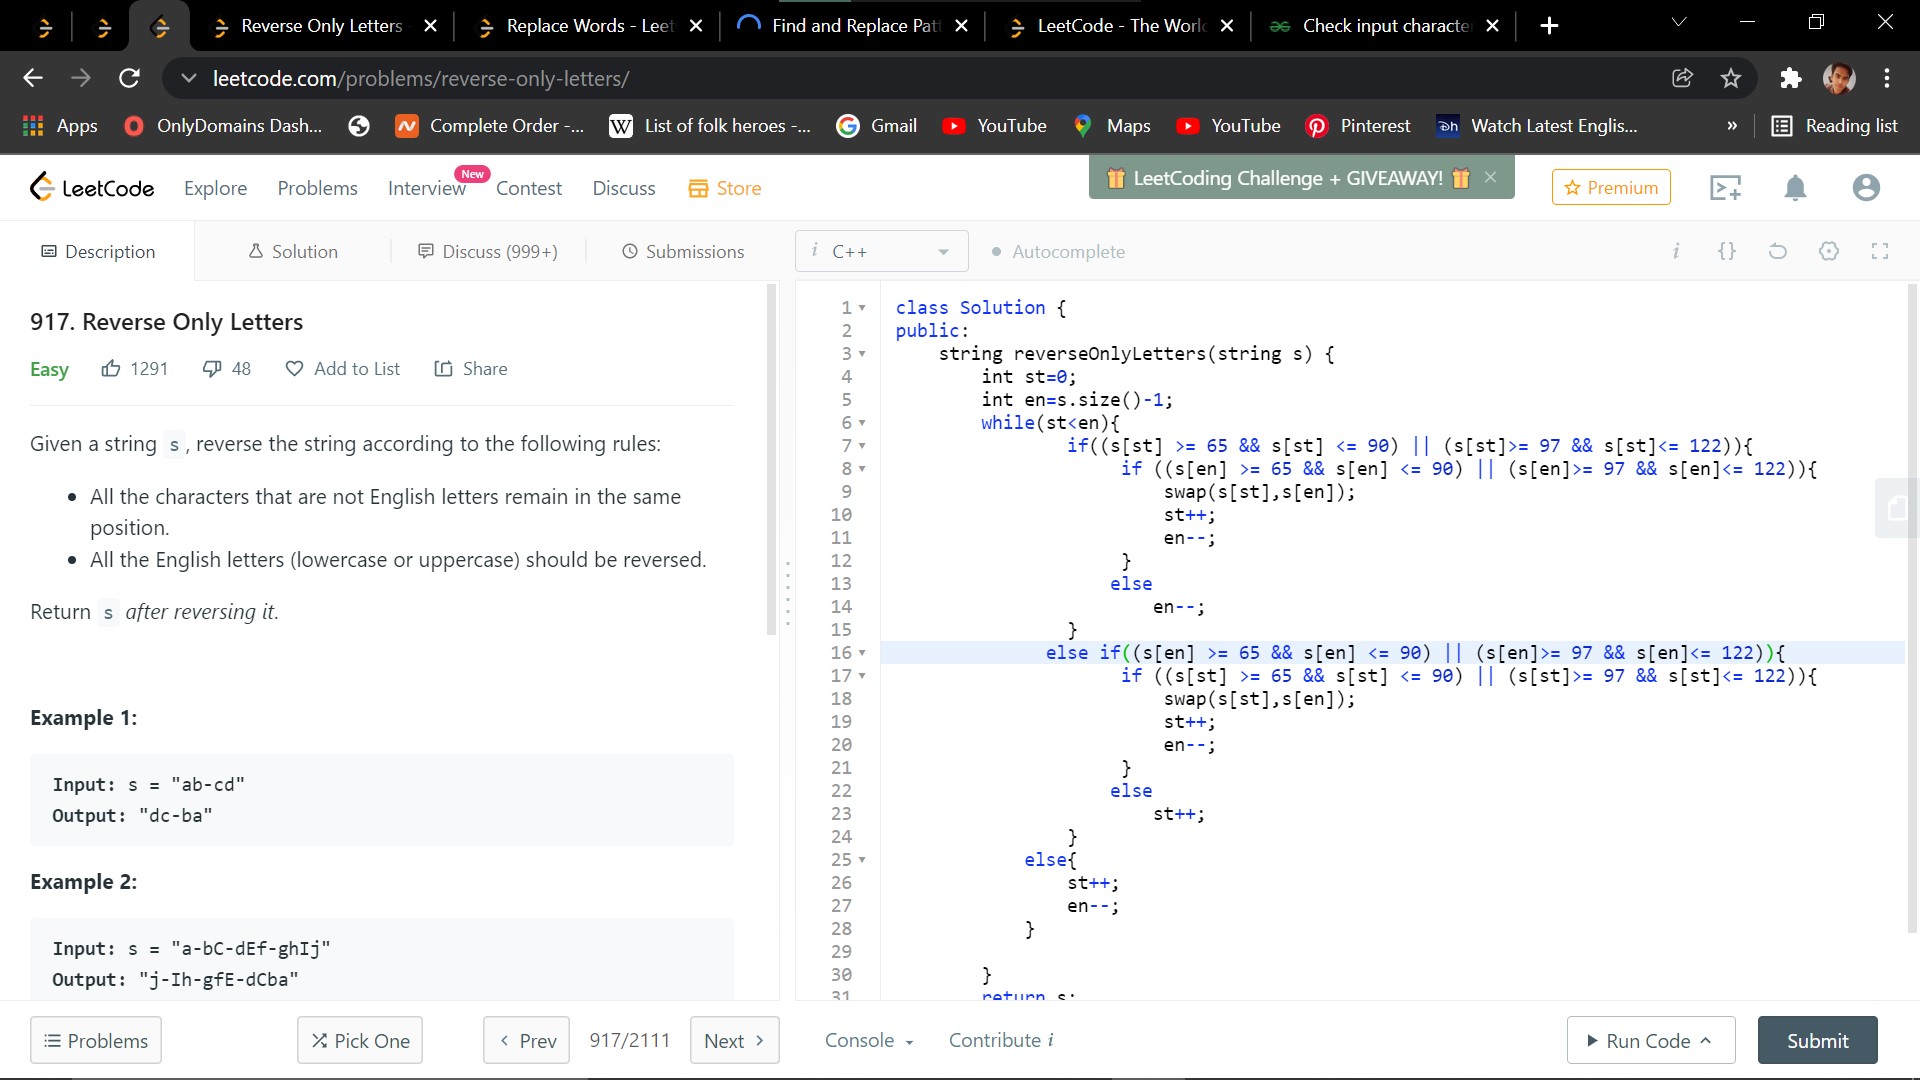 Reverse Only Letters
Replace Words - Leet
Find and Replace Pat
LeetCode - The Worl
Check input characte
leetcode.com/problems/reverse-only-letters/
Apps
OnlyDomains Dash...
Complete Order -...
List of folk heroes -...
Gmail
YouTube
Maps
YouTube
Pinterest
Watch Latest Englis...
»
Reading list
LeetCode
Explore
Problems
Interview
New
Contest
Discuss
Store
LeetCoding Challenge + GIVEAWAY!
Premium
Description
Solution
Discuss (999+)
Submissions
i C++
Autocomplete
i
{}
917. Reverse Only Letters
Easy
1291
48
Add to List
Share
Given a string s, reverse the string according to the following rules:
• All the characters that are not English letters remain in the same
position.
• All the English letters (lowercase or uppercase) should be reversed.
Return s after reversing it.
Example 1:
Input: s = "ab-cd"
Output: "dc-ba"
Example 2:
Input: s = "a-bC-dEf-ghIj"
Output: "j-Ih-gfE-dCba"
1 class Solution {
2 public:
3 string reverseOnlyLetters(string s) {
4 int st=0;
5 int en=s.size()-1;
6 while(st<en){
7 if((s[st] >= 65 && s[st] <= 90) || (s[st]>= 97 && s[st]<= 122)){
8 if ((s[en] >= 65 && s[en] <= 90) || (s[en]>= 97 && s[en]<= 122)){
9 swap(s[st],s[en]);
10 st++;
11 en--;
12 }
13 else
14 en--;
15 }
16 else if((s[en] >= 65 && s[en] <= 90) || (s[en]>= 97 && s[en]<= 122)){
17 if ((s[st] >= 65 && s[st] <= 90) || (s[st]>= 97 && s[st]<= 122)){
18 swap(s[st],s[en]);
19 st++;
20 en--;
21 }
22 else
23 st++;
24 }
25 else{
26 st++;
27 en--;
28 }
29
30 }
31 return s;
Problems
Pick One
Prev
917/2111
Next
Console
Contribute i
Run Code
Submit